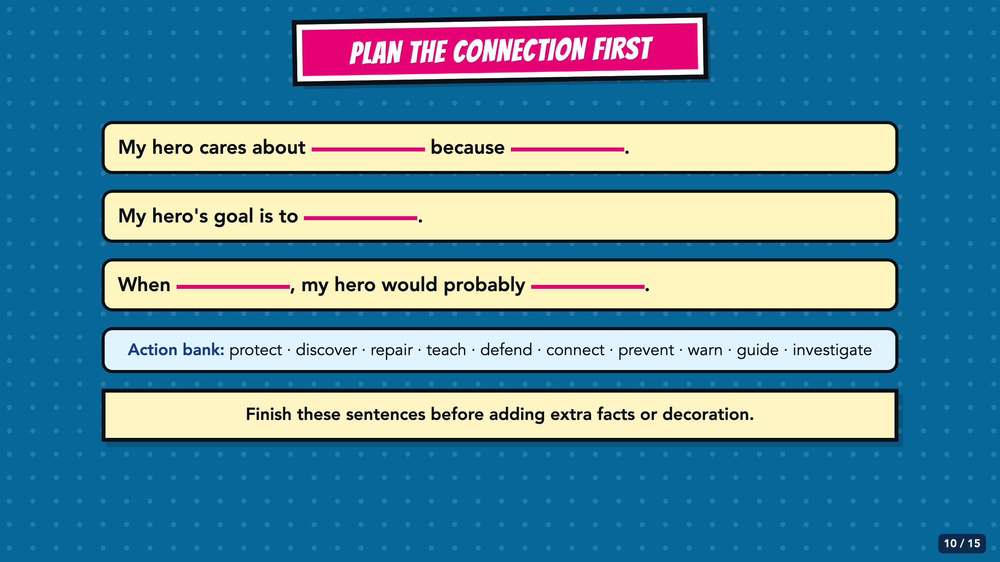 PLAN THE CONNECTION FIRST
My hero cares about ________ because ________.
My hero's goal is to ________.
When ________, my hero would probably ________.
Action bank: protect · discover · repair · teach · defend · connect · prevent · warn · guide · investigate
Finish these sentences before adding extra facts or decoration.
10 / 15